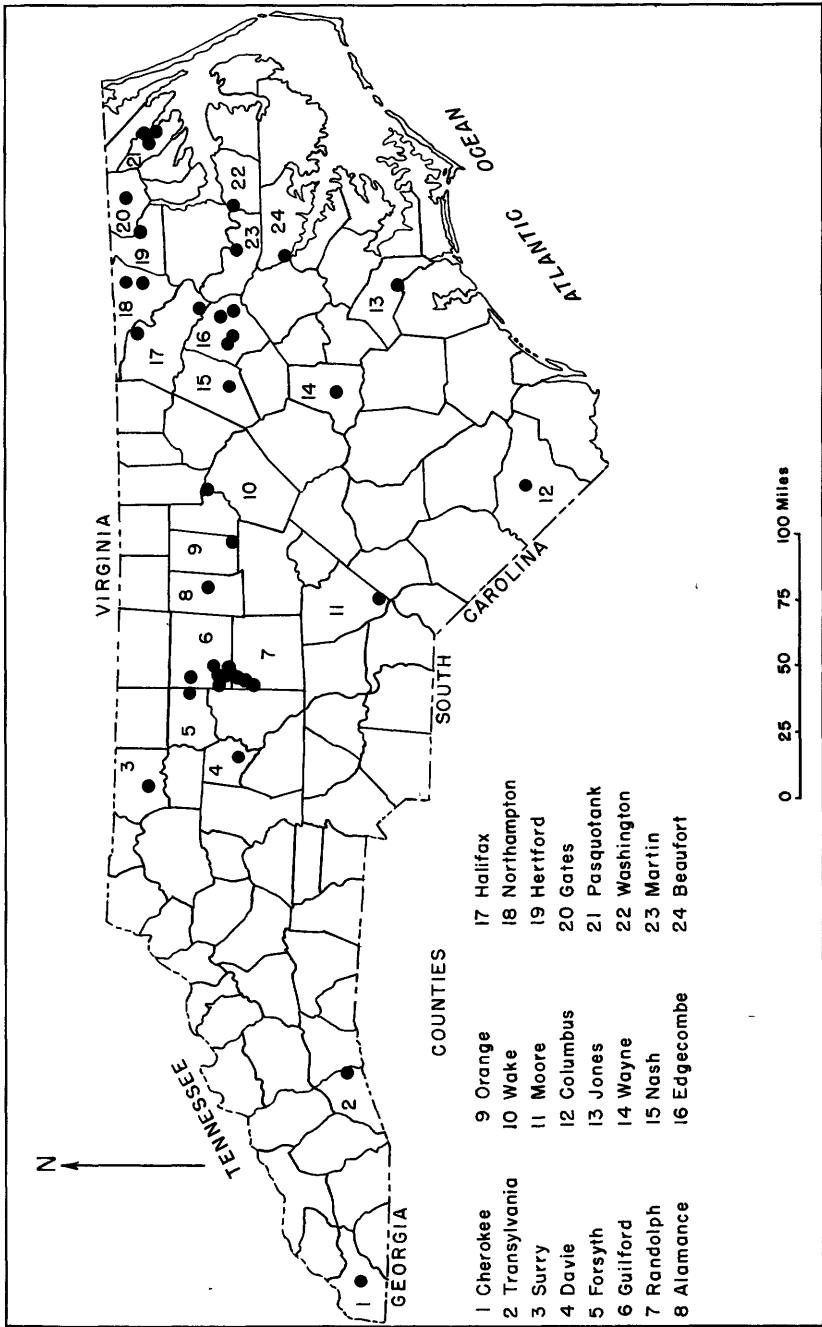 N
VIRGINIA
TENNESSEE
GEORGIA
SOUTH
CAROLINA
ATLANTIC
OCEAN
1
2
3
4
5
6
7
8
9
10
11
12
13
14
15
16
17
18
19
20
21
22
23
24
COUNTIES
1 Cherokee
2 Transylvania
3 Surry
4 Davie
5 Forsyth
6 Guilford
7 Randolph
8 Alamance
9 Orange
10 Wake
11 Moore
12 Columbus
13 Jones
14 Wayne
15 Nash
16 Edgecombe
17 Halifax
18 Northampton
19 Hertford
20 Gates
21 Pasquotank
22 Washington
23 Martin
24 Beaufort
0 25 50 75 100 Miles